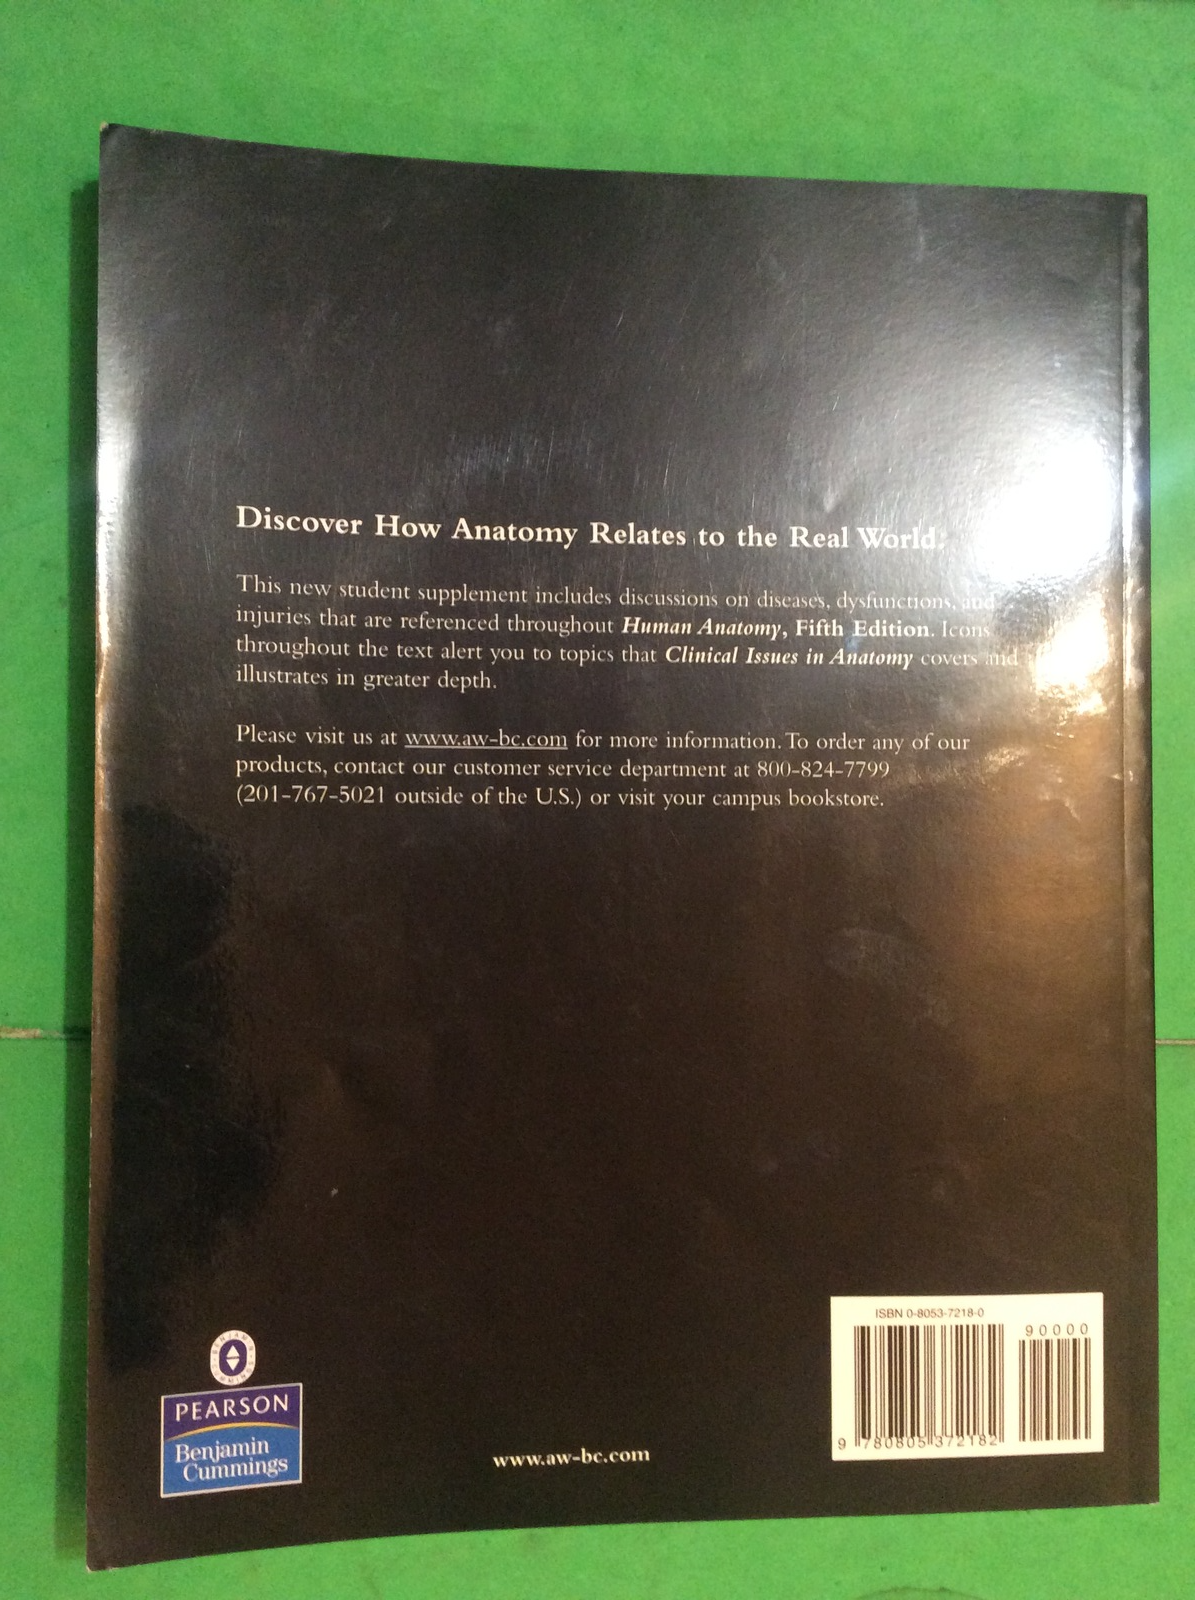 Discover How Anatomy Relates to the Real World.
This new student supplement includes discussions on diseases, dysfunctions, and
injuries that are referenced throughout Human Anatomy, Fifth Edition. Icons
throughout the text alert you to topics that Clinical Issues in Anatomy covers and
illustrates in greater depth.
Please visit us at www.aw-bc.com for more information. To order any of our
products, contact our customer service department at 800-824-7799
(201-767-5021 outside of the U.S.) or visit your campus bookstore.
ISBN 0-8053-7218-0
90000
9 780805 372182
PEARSON
Benjamin
Cummings
www.aw-bc.com